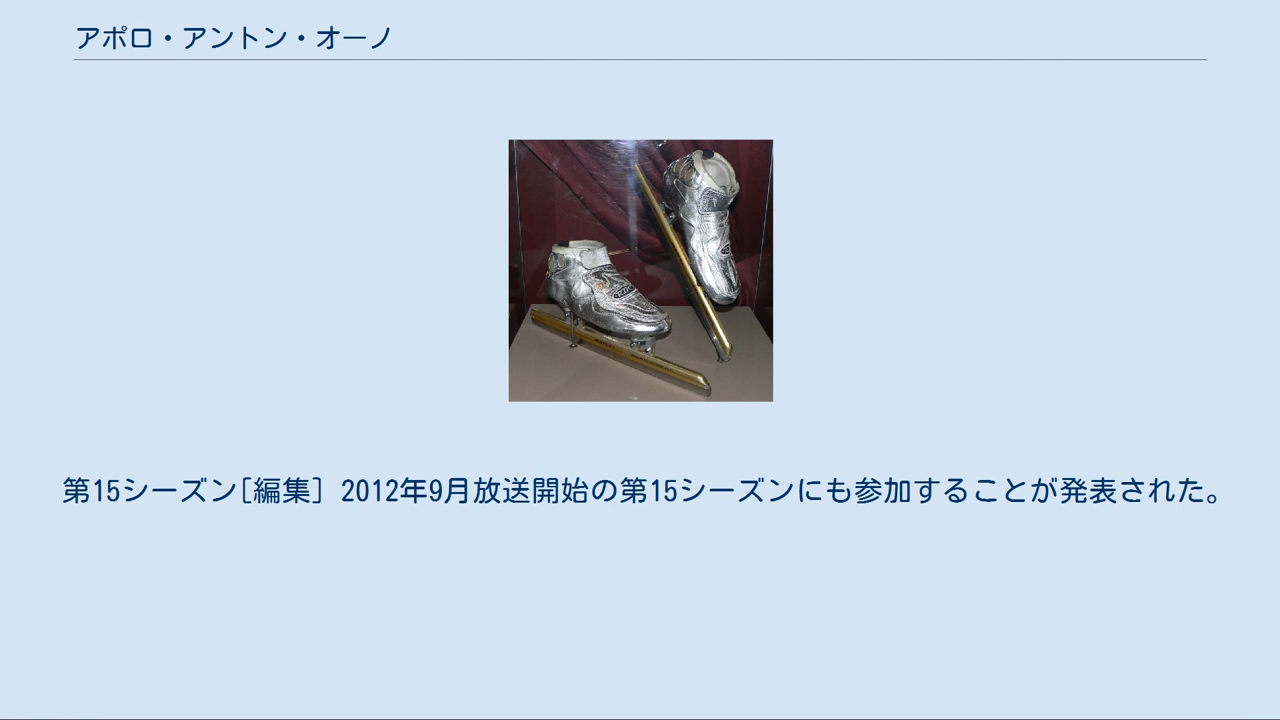 アポロ・アントン・オーノ
第15シーズン[編集] 2012年9月放送開始の第15シーズンにも参加することが発表された。